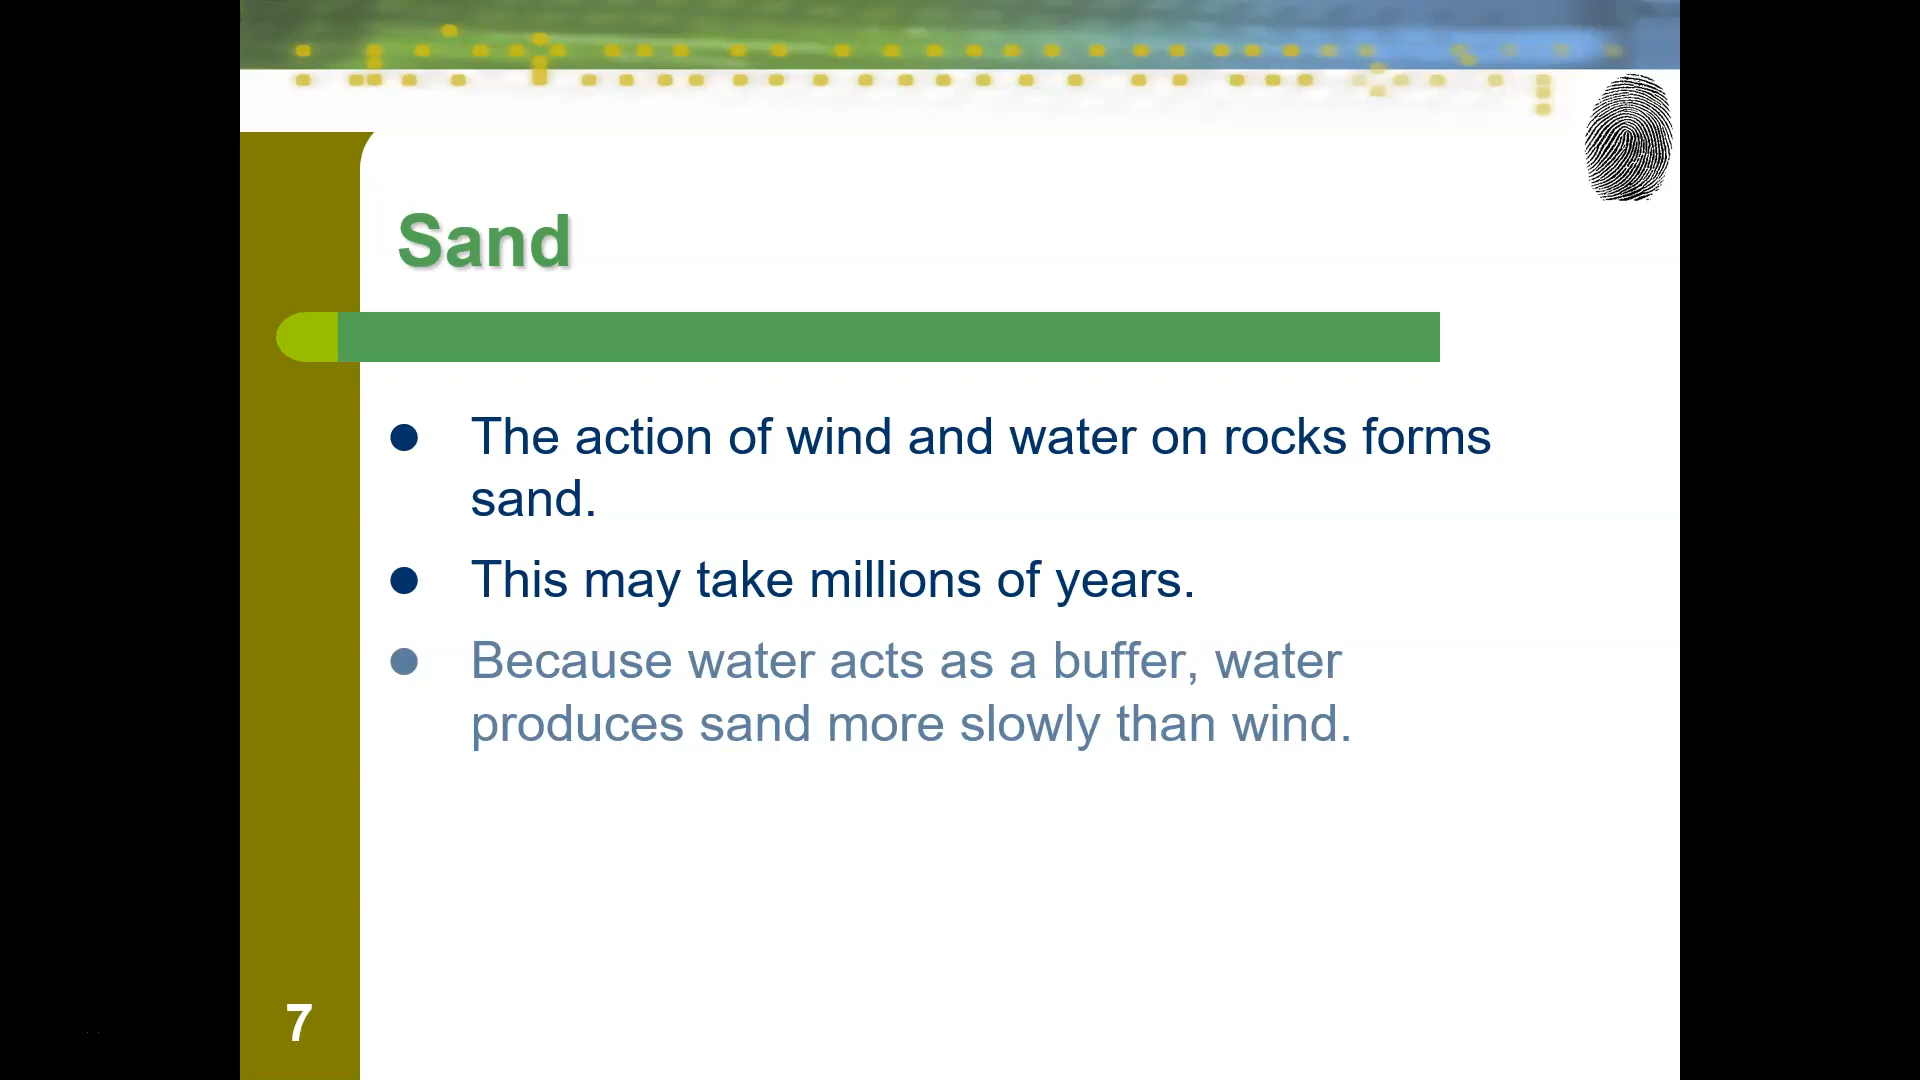 Sand
● The action of wind and water on rocks forms
sand.
● This may take millions of years.
● Because water acts as a buffer, water
produces sand more slowly than wind.
7